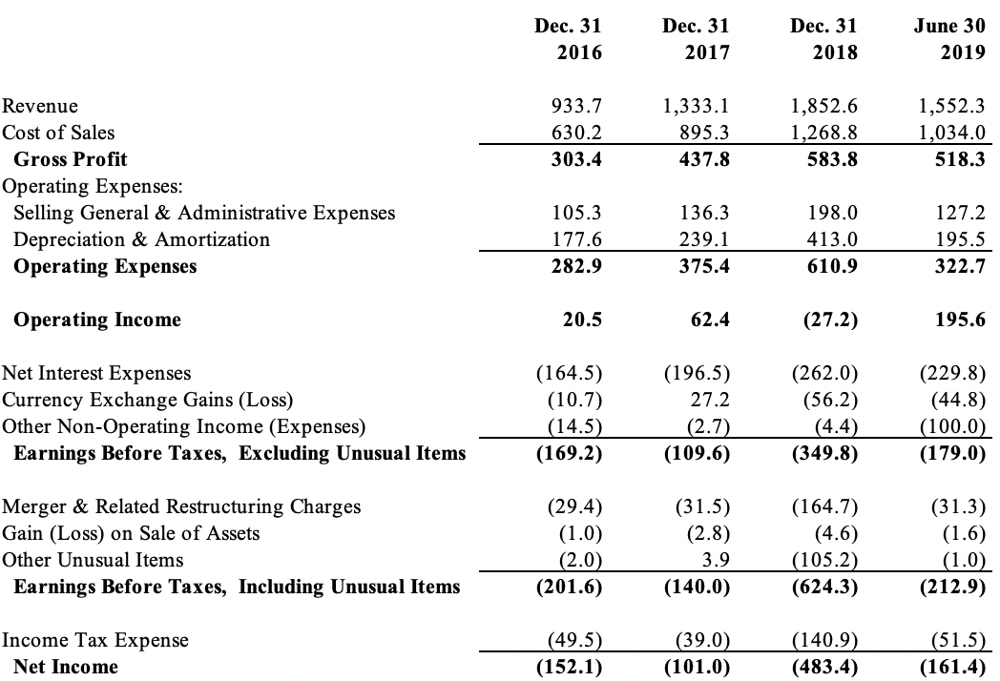 Dec. 31 Dec. 31 Dec. 31 June 30
2016 2017 2018 2019
Revenue 933.7 1,333.1 1,852.6 1,552.3
Cost of Sales 630.2 895.3 1,268.8 1,034.0
Gross Profit 303.4 437.8 583.8 518.3
Operating Expenses:
Selling General & Administrative Expenses 105.3 136.3 198.0 127.2
Depreciation & Amortization 177.6 239.1 413.0 195.5
Operating Expenses 282.9 375.4 610.9 322.7
Operating Income 20.5 62.4 (27.2) 195.6
Net Interest Expenses (164.5) (196.5) (262.0) (229.8)
Currency Exchange Gains (Loss) (10.7) 27.2 (56.2) (44.8)
Other Non-Operating Income (Expenses) (14.5) (2.7) (4.4) (100.0)
Earnings Before Taxes, Excluding Unusual Items (169.2) (109.6) (349.8) (179.0)
Merger & Related Restructuring Charges (29.4) (31.5) (164.7) (31.3)
Gain (Loss) on Sale of Assets (1.0) (2.8) (4.6) (1.6)
Other Unusual Items (2.0) 3.9 (105.2) (1.0)
Earnings Before Taxes, Including Unusual Items (201.6) (140.0) (624.3) (212.9)
Income Tax Expense (49.5) (39.0) (140.9) (51.5)
Net Income (152.1) (101.0) (483.4) (161.4)